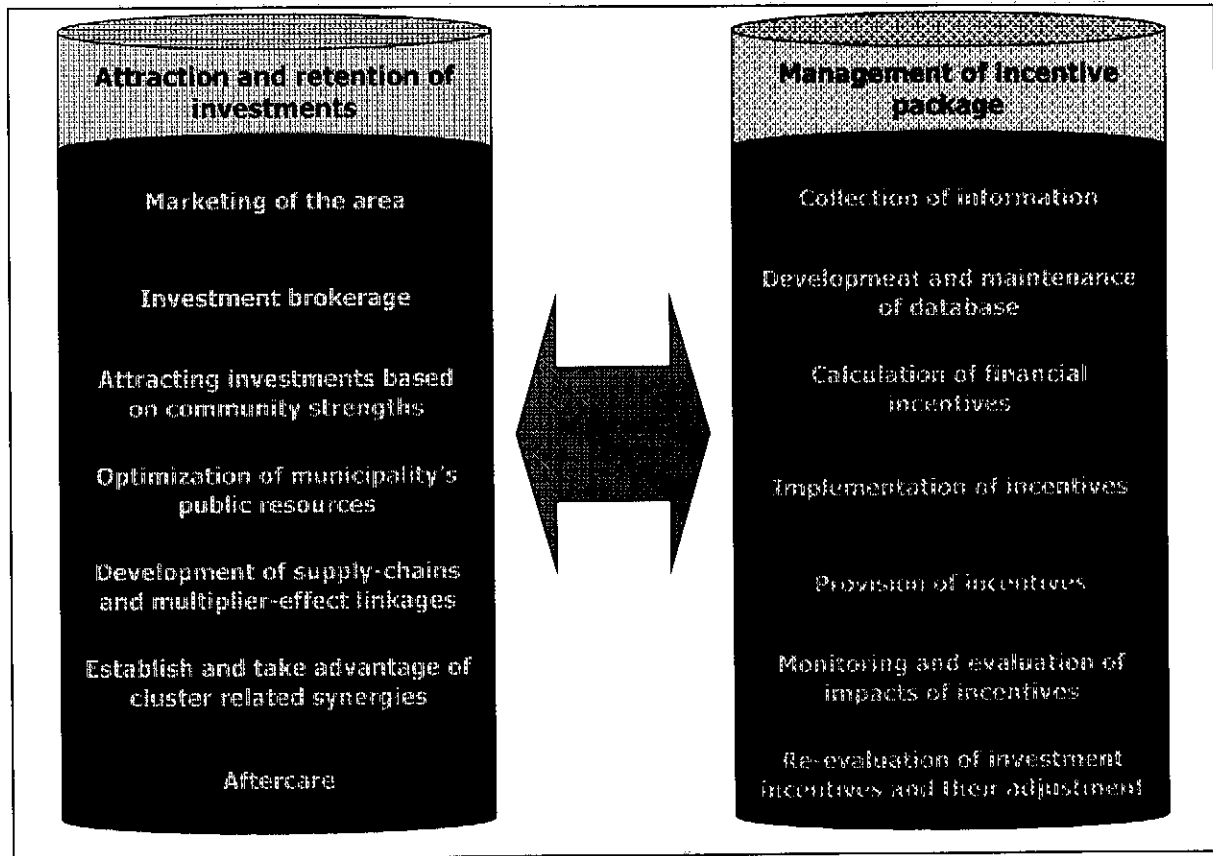 Attraction and retention of
investments
Marketing of the area
Investment brokerage
Attracting investments based
on community strengths
Optimization of municipality's
public resources
Development of supply-chains
and multiplier-effect linkages
Establish and take advantage of
cluster related synergies
Aftercare
Management of incentive
package
Collection of information
Development and maintenance
of database
Calculation of financial
incentives
Implementation of incentives
Provision of incentives
Monitoring and evaluation of
impacts of incentives
Re-evaluation of investment
incentives and their adjustment